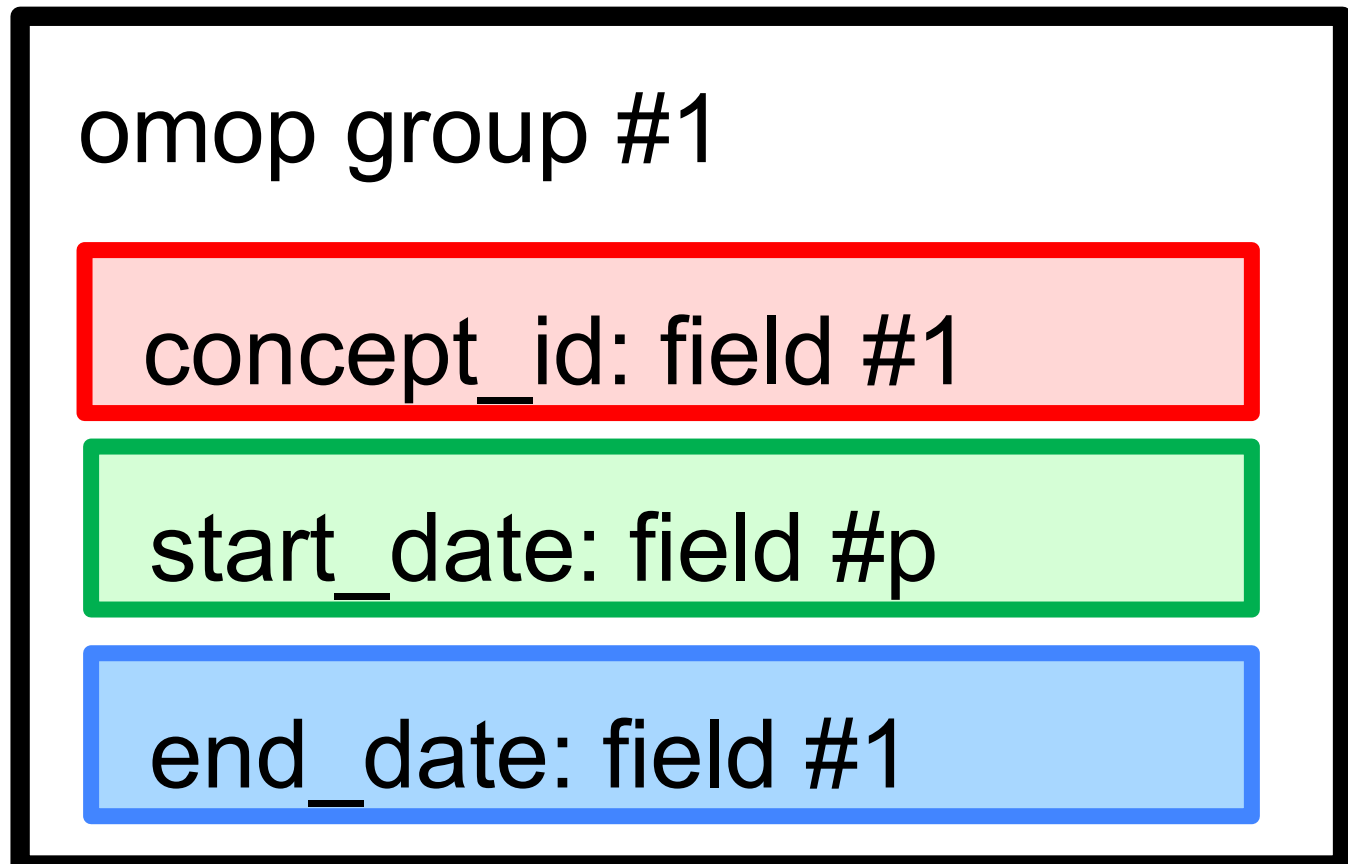 omop group #1
concept_id: field #1
start_date: field #p
end_date: field #1